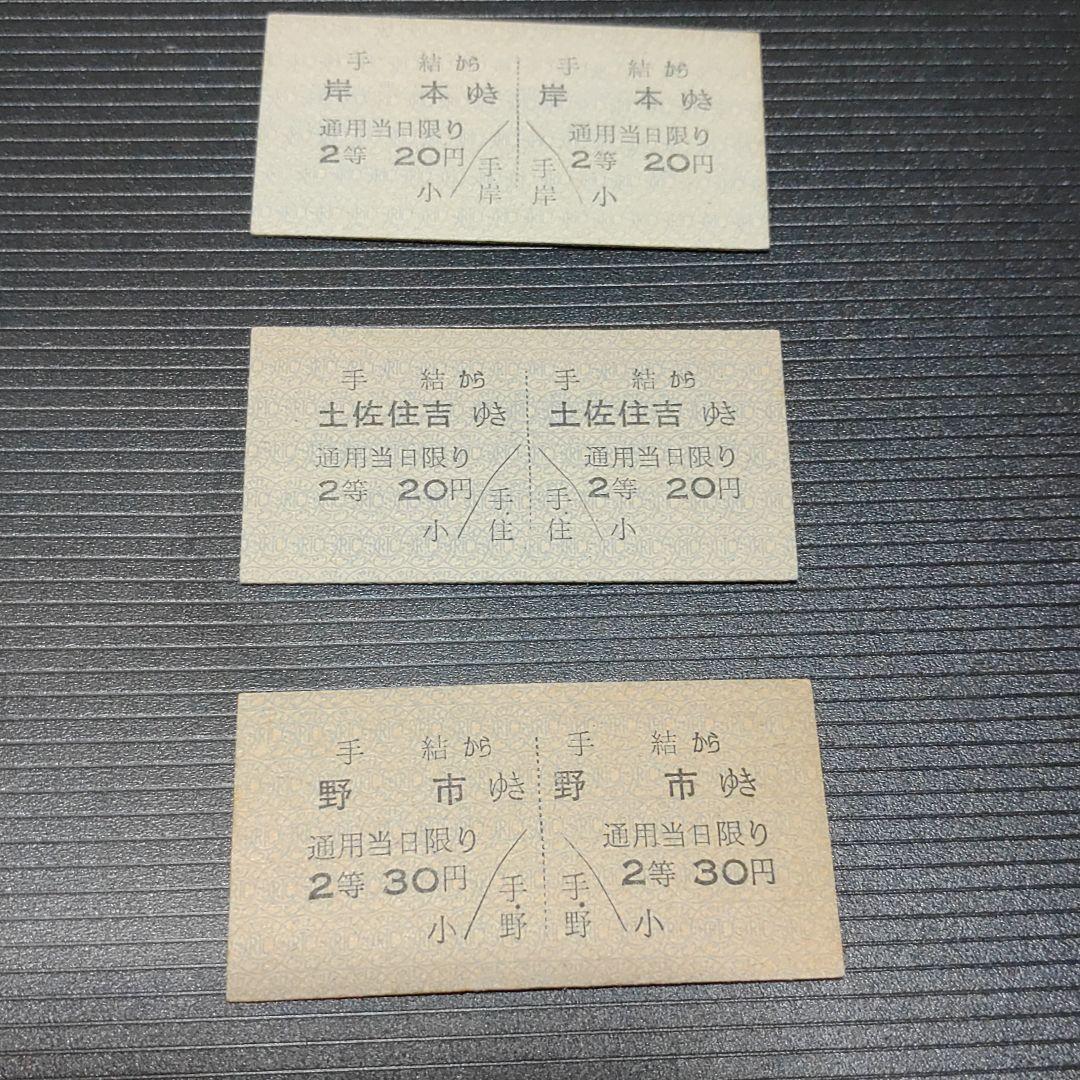 手 結から 手 結から
岸 本 ゆき 岸 本 ゆき
通用当日限り 通用当日限り
2等 20円 2等 20円
小 手岸 手岸 小
手 結から 手 結から
土佐住吉 ゆき 土佐住吉 ゆき
通用当日限り 通用当日限り
2等 20円 2等 20円
小 手・住 手・住 小
手 結から 手 結から
野 市 ゆき 野 市 ゆき
通用当日限り 通用当日限り
2等 30円 2等 30円
小 手・野 手・野 小